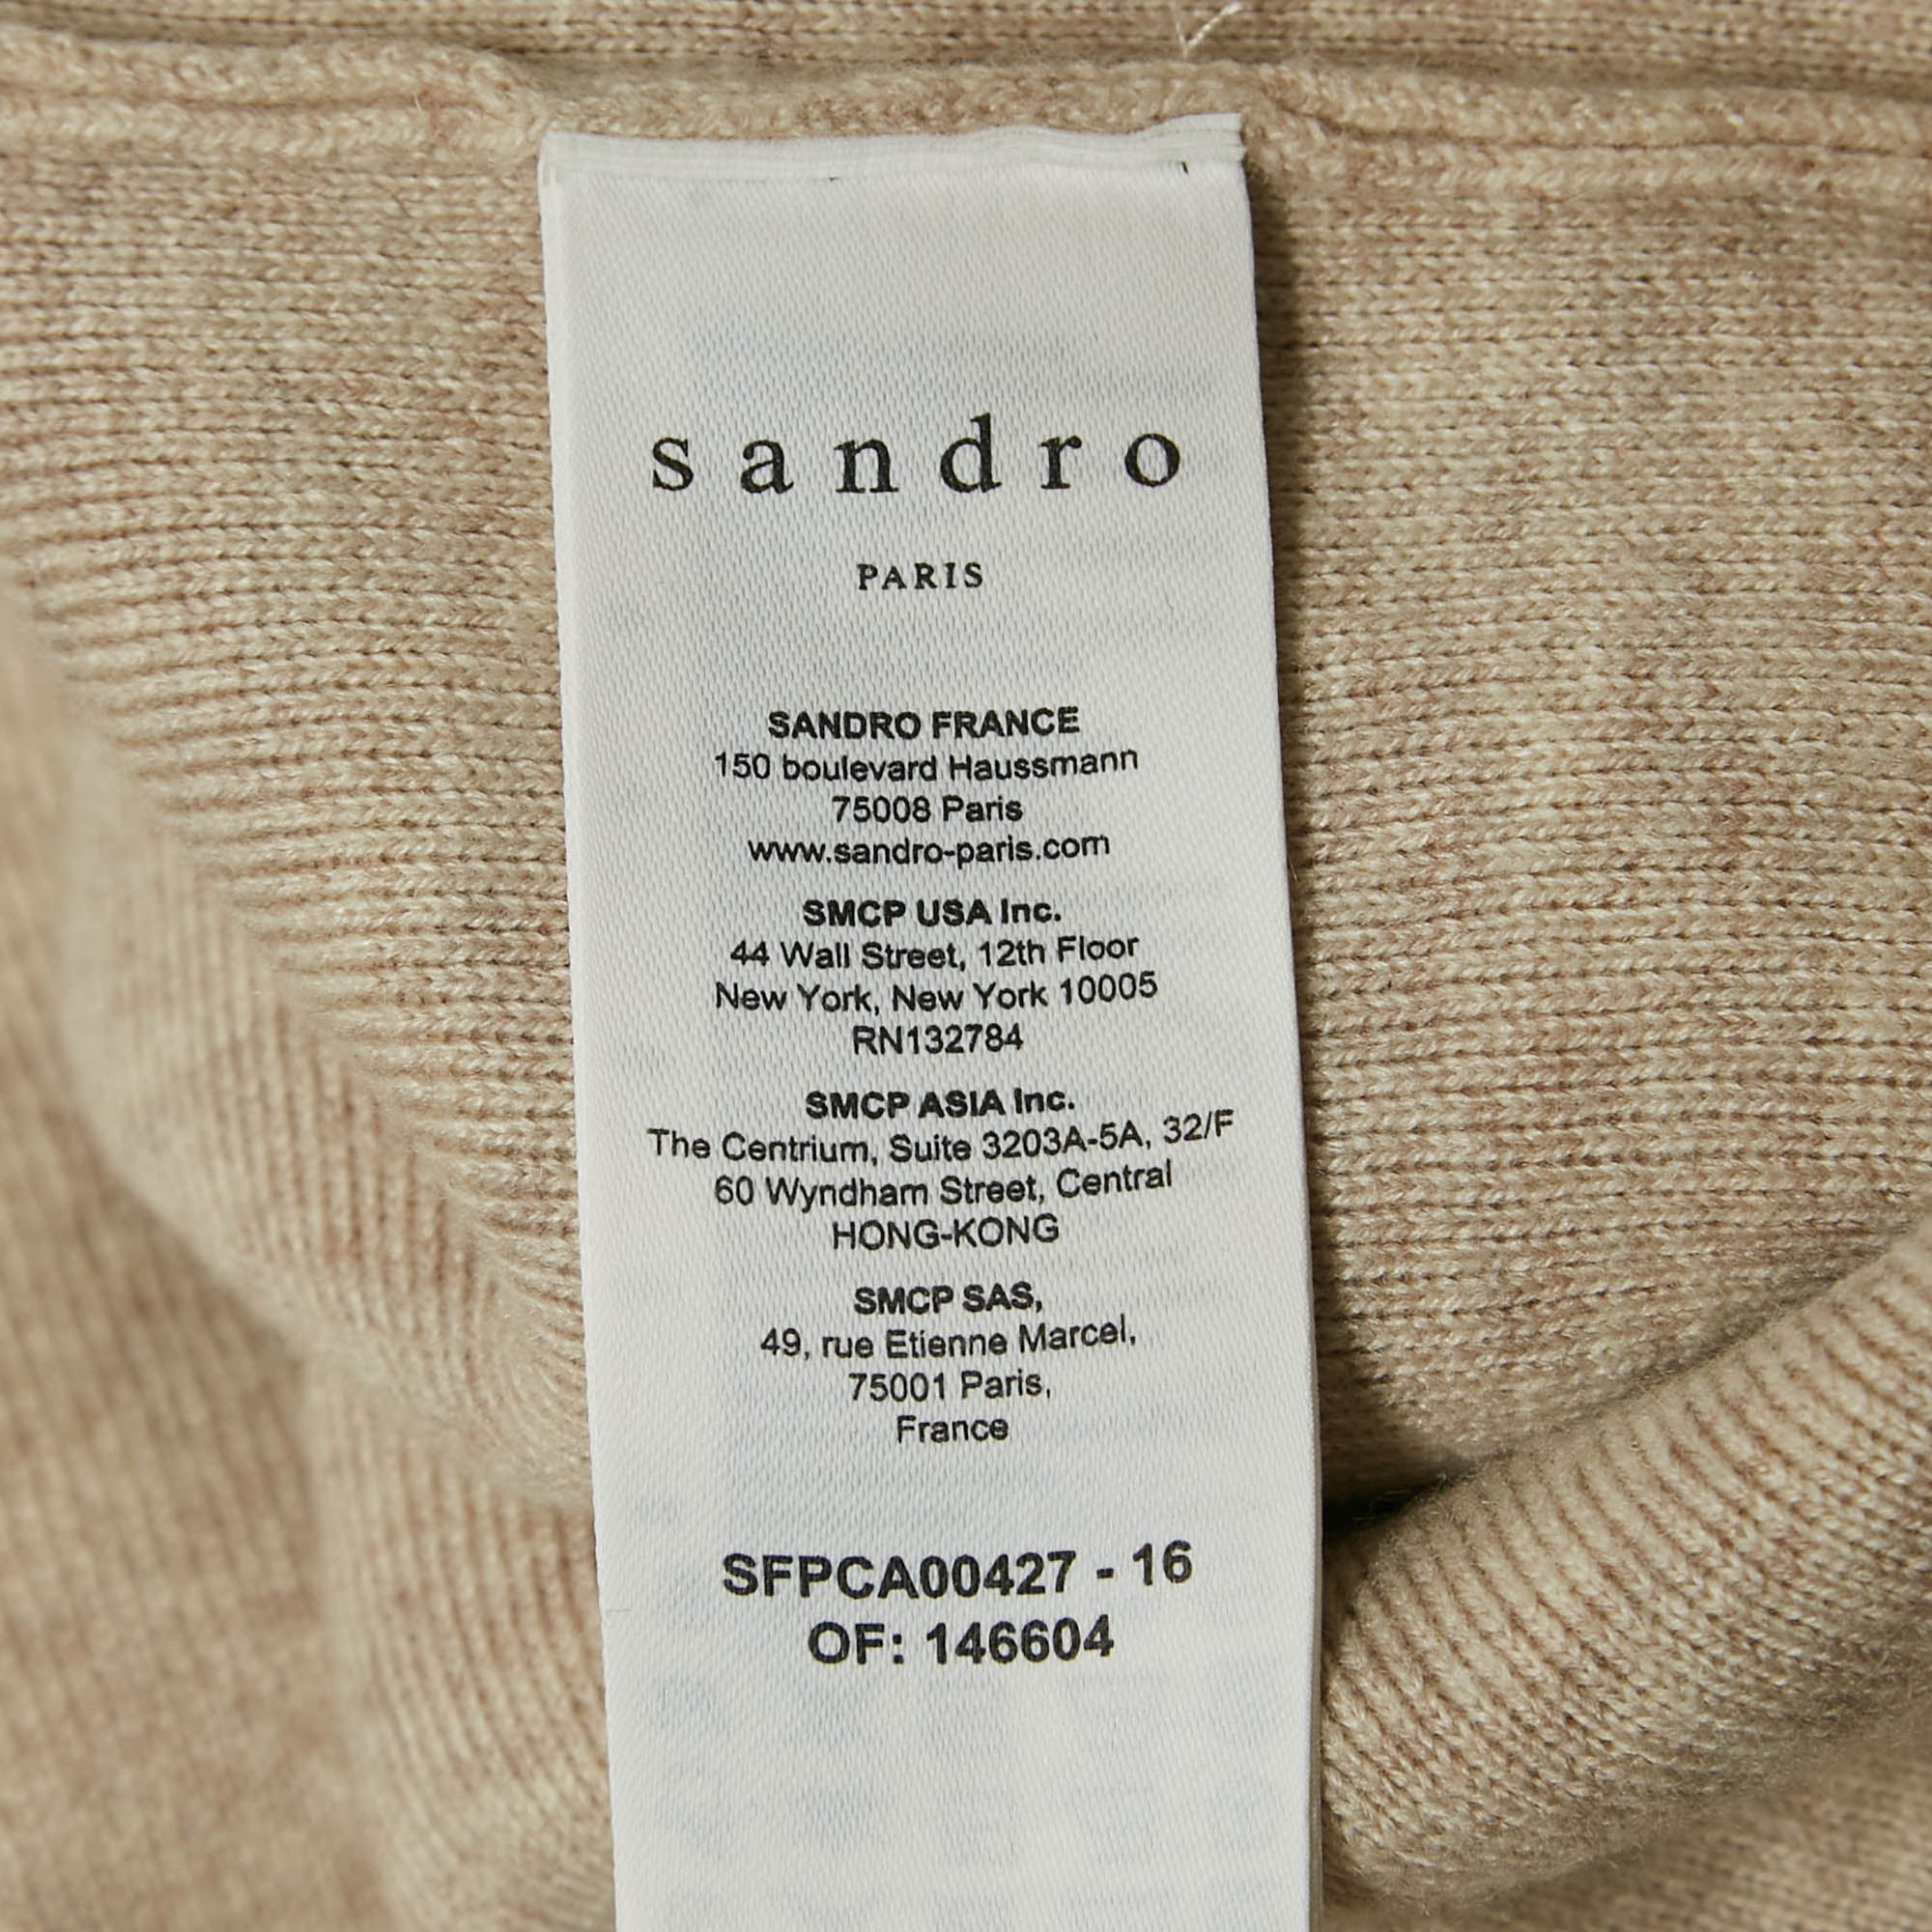 sandro
PARIS
SANDRO FRANCE
150 boulevard Haussmann
75008 Paris
www.sandro-paris.com
SMCP USA Inc.
44 Wall Street, 12th Floor
New York, New York 10005
RN132784
SMCP ASIA Inc.
The Centrium, Suite 3203A-5A, 32/F
60 Wyndham Street, Central
HONG-KONG
SMCP SAS,
49, rue Etienne Marcel,
75001 Paris,
France
SFPCA00427 - 16
OF: 146604